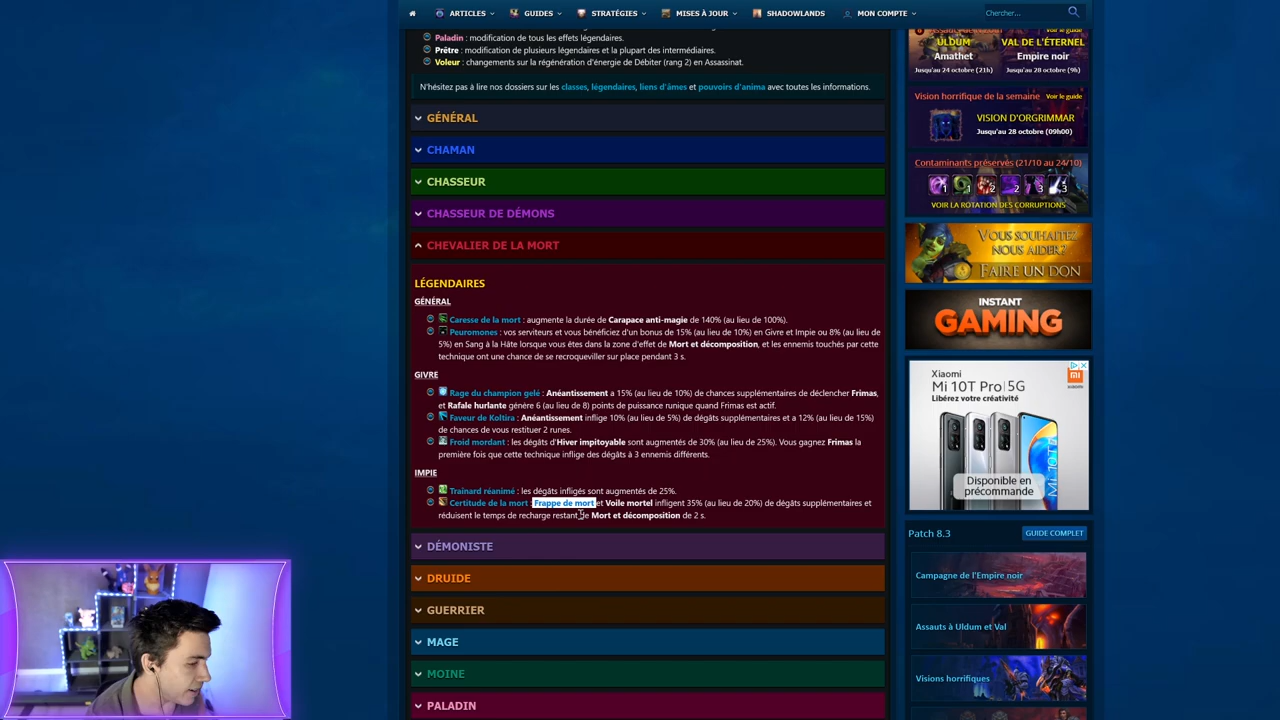 ARTICLES
GUIDES
STRATÉGIES
MISES À JOUR
SHADOWLANDS
MON COMPTE
Chercher...
Paladin : modification de tous les effets légendaires.
Prêtre : modification de plusieurs légendaires et la plupart des intermédiaires.
Voleur : changements sur la régénération d'énergie de Débiter (rang 2) en Assassinat.
N'hésitez pas à lire nos dossiers sur les classes, légendaires, liens d'âmes et pouvoirs d'anima avec toutes les informations.
GÉNÉRAL
CHAMAN
CHASSEUR
CHASSEUR DE DÉMONS
CHEVALIER DE LA MORT
LÉGENDAIRES
GÉNÉRAL
Caresse de la mort : augmente la durée de Carapace anti-magie de 140% (au lieu de 100%).
Peuromones : vos serviteurs et vous bénéficiez d'un bonus de 15% (au lieu de 10%) en Givre et Impie ou 8% (au lieu de
5%) en Sang à la Hâte lorsque vous êtes dans la zone d'effet de Mort et décomposition, et les ennemis touchés par cette
technique ont une chance de se recroqueviller sur place pendant 3 s.
GIVRE
Rage du champion gelé : Anéantissement a 15% (au lieu de 10%) de chances supplémentaires de déclencher Frimas,
et Rafale hurlante génère 6 (au lieu de 8) points de puissance runique quand Frimas est actif.
Faveur de Koltira : Anéantissement inflige 10% (au lieu de 5%) de dégâts supplémentaires et a 12% (au lieu de 15%)
de chances de vous restituer 2 runes.
Froid mordant : les dégâts d'Hiver impitoyable sont augmentés de 30% (au lieu de 25%). Vous gagnez Frimas la
première fois que cette technique inflige des dégâts à 3 ennemis différents.
IMPIE
Traînard réanimé : les dégâts infligés sont augmentés de 25%.
Certitude de la mort : Frappe de mort et Voile mortel infligent 35% (au lieu de 20%) de dégâts supplémentaires et
réduisent le temps de recharge restant de Mort et décomposition de 2 s.
DÉMONISTE
DRUIDE
GUERRIER
MAGE
MOINE
PALADIN
Voir le guide
ULDUM
Amathet
Jusqu'au 24 octobre (21h)
VAL DE L'ÉTERNEL
Empire noir
Jusqu'au 28 octobre (9h)
Vision horrifique de la semaine
Voir le guide
VISION D'ORGRIMMAR
Jusqu'au 28 octobre (09h00)
Contaminants préservés (21/10 au 24/10)
1 1 2 2 3 3
VOIR LA ROTATION DES CORRUPTIONS
VOUS SOUHAITEZ
NOUS AIDER?
FAIRE UN DON
INSTANT
GAMING
Xiaomi
Mi 10T Pro | 5G
Libérez votre créativité
mi
xiaomi
Disponible en
précommande
Patch 8.3
GUIDE COMPLET
Campagne de l'Empire noir
Assauts à Uldum et Val
Visions horrifiques